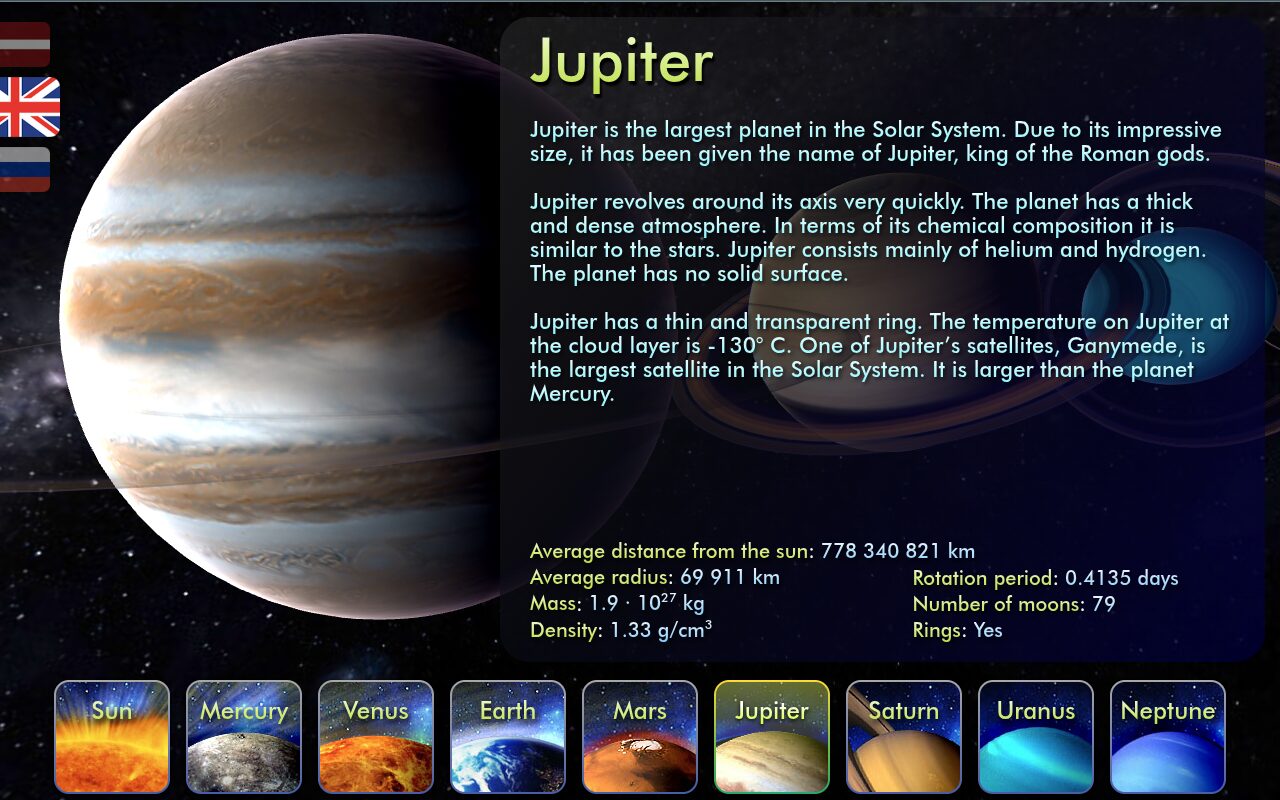 Jupiter
Jupiter is the largest planet in the Solar System. Due to its impressive
size, it has been given the name of Jupiter, king of the Roman gods.
Jupiter revolves around its axis very quickly. The planet has a thick
and dense atmosphere. In terms of its chemical composition it is
similar to the stars. Jupiter consists mainly of helium and hydrogen.
The planet has no solid surface.
Jupiter has a thin and transparent ring. The temperature on Jupiter at
the cloud layer is -130° C. One of Jupiter’s satellites, Ganymede, is
the largest satellite in the Solar System. It is larger than the planet
Mercury.
Average distance from the sun: 778 340 821 km
Average radius: 69 911 km
Mass: 1.9 · 10²⁷ kg
Density: 1.33 g/cm³
Rotation period: 0.4135 days
Number of moons: 79
Rings: Yes
Sun
Mercury
Venus
Earth
Mars
Jupiter
Saturn
Uranus
Neptune